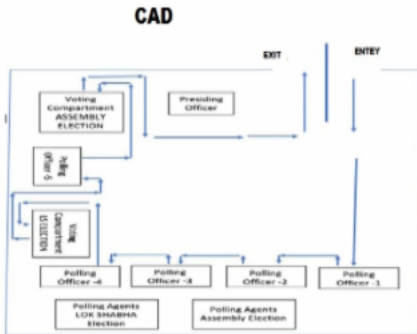 CAD
EXIT
ENTEY
Voting
Compartment
ASSEMBLY
ELECTION
Presiding
Officer
Polling
Officer -5
Voting
Compartment
LS ELECTION
Polling
Officer -4
Polling
Officer -3
Polling
Officer -2
Polling
Officer -1
Polling Agents
LOK SHABHA
Election
Polling Agents
Assembly Election